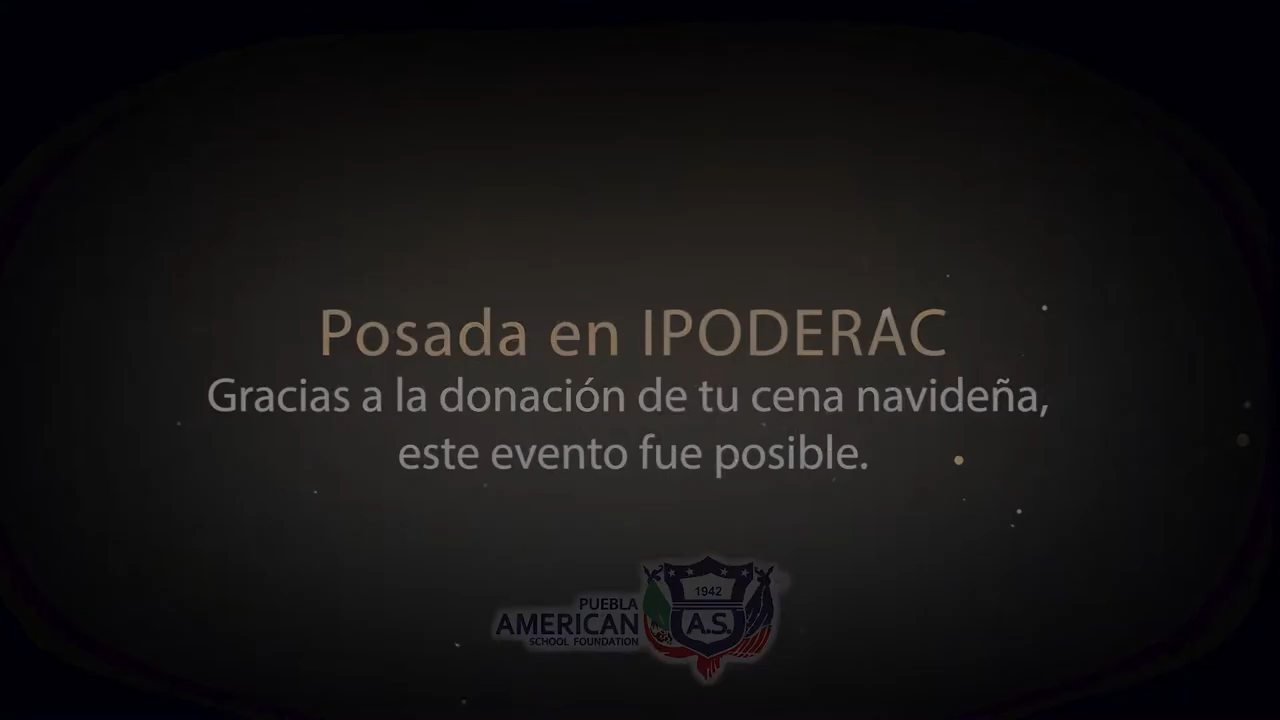 Posada en IPODERAC
Gracias a la donación de tu cena navideña,
este evento fue posible.
1942
PUEBLA
AMERICAN
SCHOOL FOUNDATION
A.S.